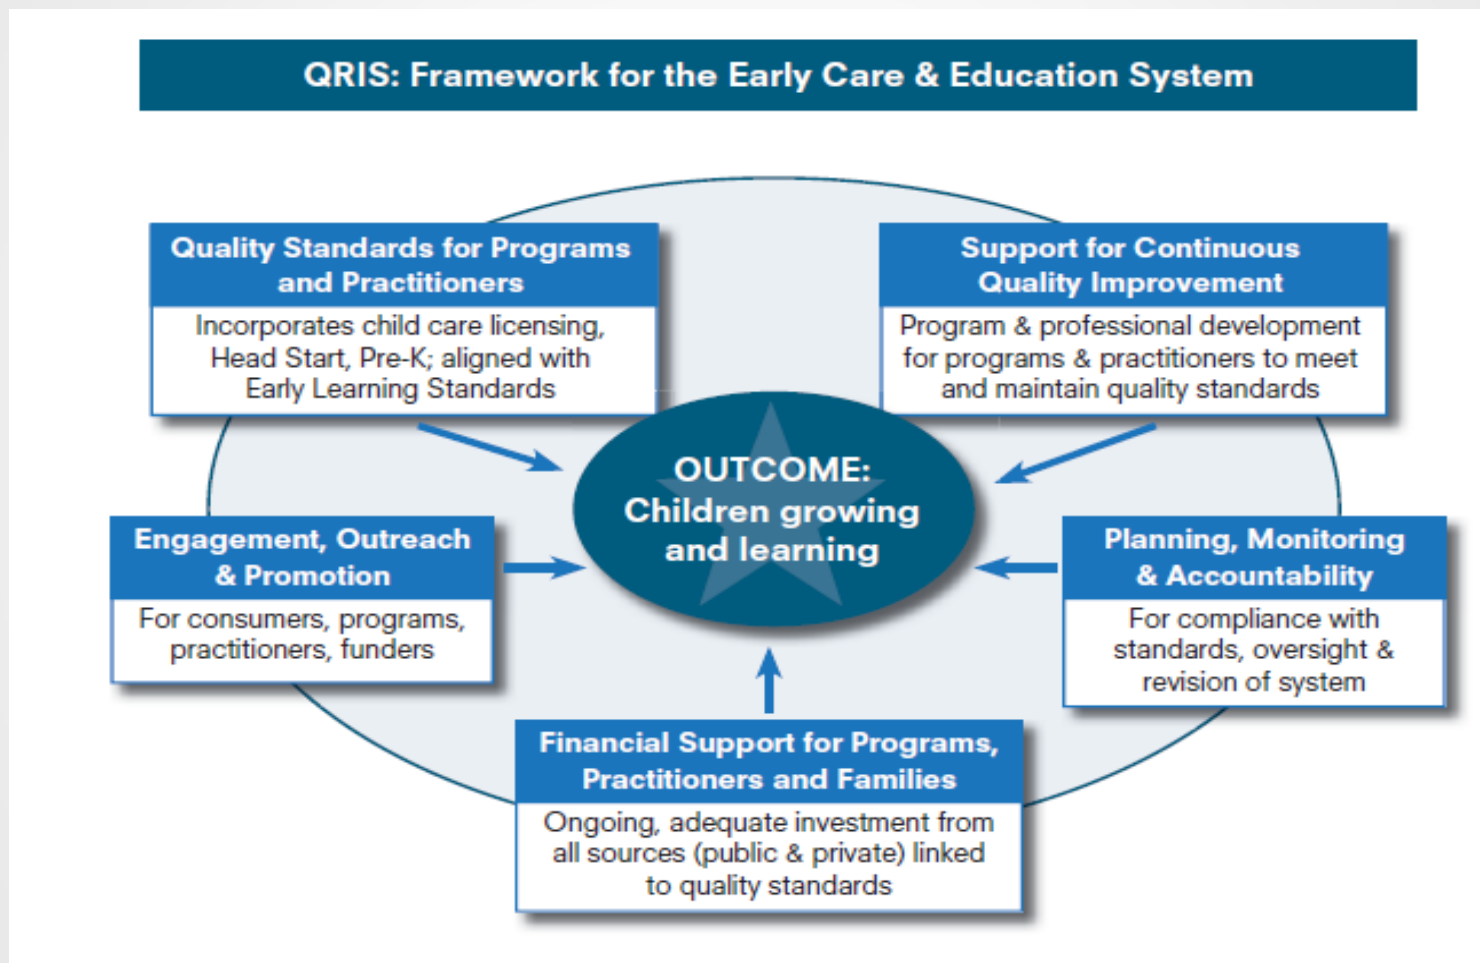 QRIS: Framework for the Early Care & Education System
Quality Standards for Programs
and Practitioners
Incorporates child care licensing,
Head Start, Pre-K; aligned with
Early Learning Standards
Support for Continuous
Quality Improvement
Program & professional development
for programs & practitioners to meet
and maintain quality standards
OUTCOME:
Children growing
and learning
Engagement, Outreach
& Promotion
For consumers, programs,
practitioners, funders
Planning, Monitoring
& Accountability
For compliance with
standards, oversight &
revision of system
Financial Support for Programs,
Practitioners and Families
Ongoing, adequate investment from
all sources (public & private) linked
to quality standards